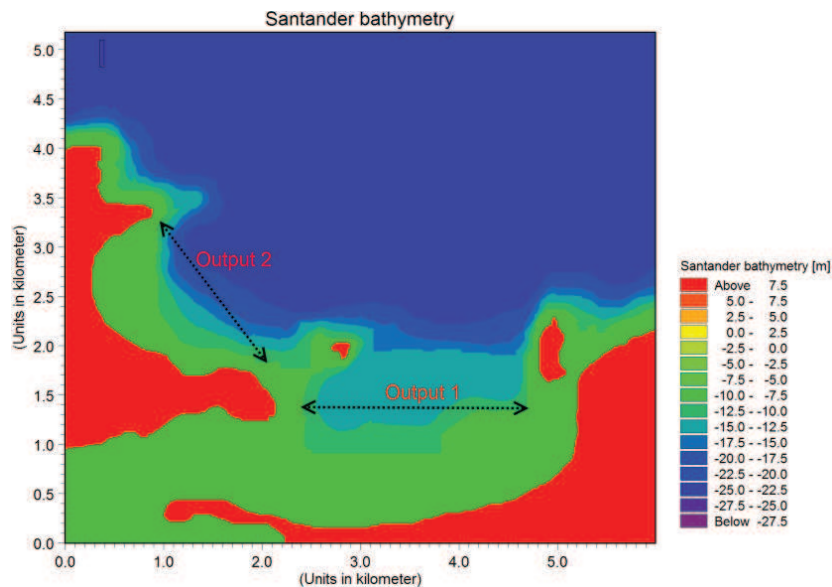 Santander bathymetry
5.0
4.5
4.0
3.5
3.0
2.5
2.0
1.5
1.0
0.5
0.0
(Units in kilometer)
Output 2
Output 1
0.0 1.0 2.0 3.0 4.0 5.0
(Units in kilometer)
Santander bathymetry [m]
Above 7.5
5.0 - 7.5
2.5 - 5.0
0.0 - 2.5
-2.5 - 0.0
-5.0 - -2.5
-7.5 - -5.0
-10.0 - -7.5
-12.5 - -10.0
-15.0 - -12.5
-17.5 - -15.0
-20.0 - -17.5
-22.5 - -20.0
-25.0 - -22.5
-27.5 - -25.0
Below -27.5